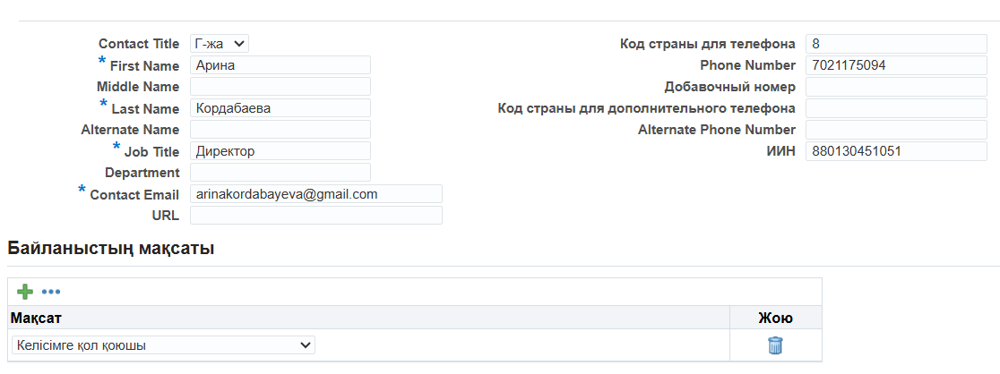 Contact Title Г-жа
* First Name Арина
Middle Name
* Last Name Кордабаева
Alternate Name
* Job Title Директор
Department
* Contact Email arinakordabayeva@gmail.com
URL
Код страны для телефона 8
Phone Number 7021175094
Добавочный номер
Код страны для дополнительного телефона
Alternate Phone Number
ИИН 880130451051
Байланыстың мақсаты
Мақсат Жою
Келісімге қол қоюшы